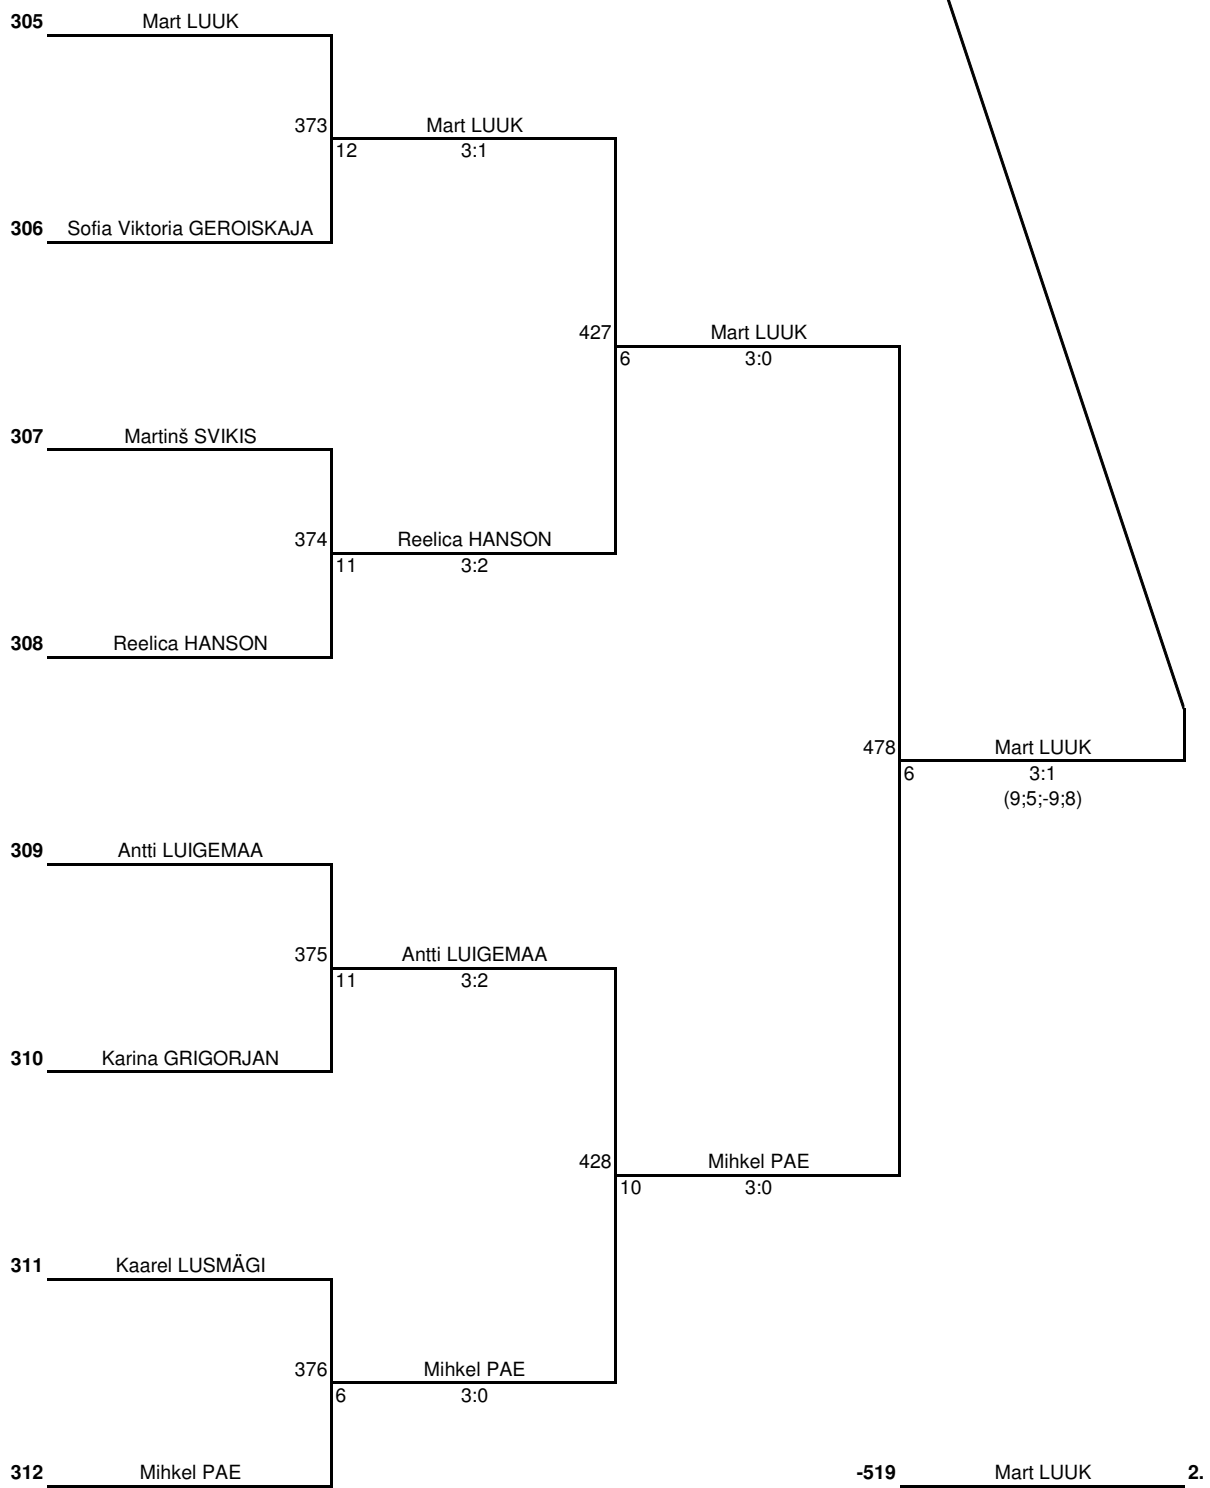 305 Mart LUUK
373 Mart LUUK
12 3:1
306 Sofia Viktoria GEROISKAJA
427 Mart LUUK
6 3:0
307 Martinš SVIKIS
374 Reelica HANSON
11 3:2
308 Reelica HANSON
478 Mart LUUK
6 3:1
(9;5;-9;8)
309 Antti LUIGEMAA
375 Antti LUIGEMAA
11 3:2
310 Karina GRIGORJAN
428 Mihkel PAE
10 3:0
311 Kaarel LUSMÄGI
376 Mihkel PAE
6 3:0
312 Mihkel PAE
-519 Mart LUUK 2.